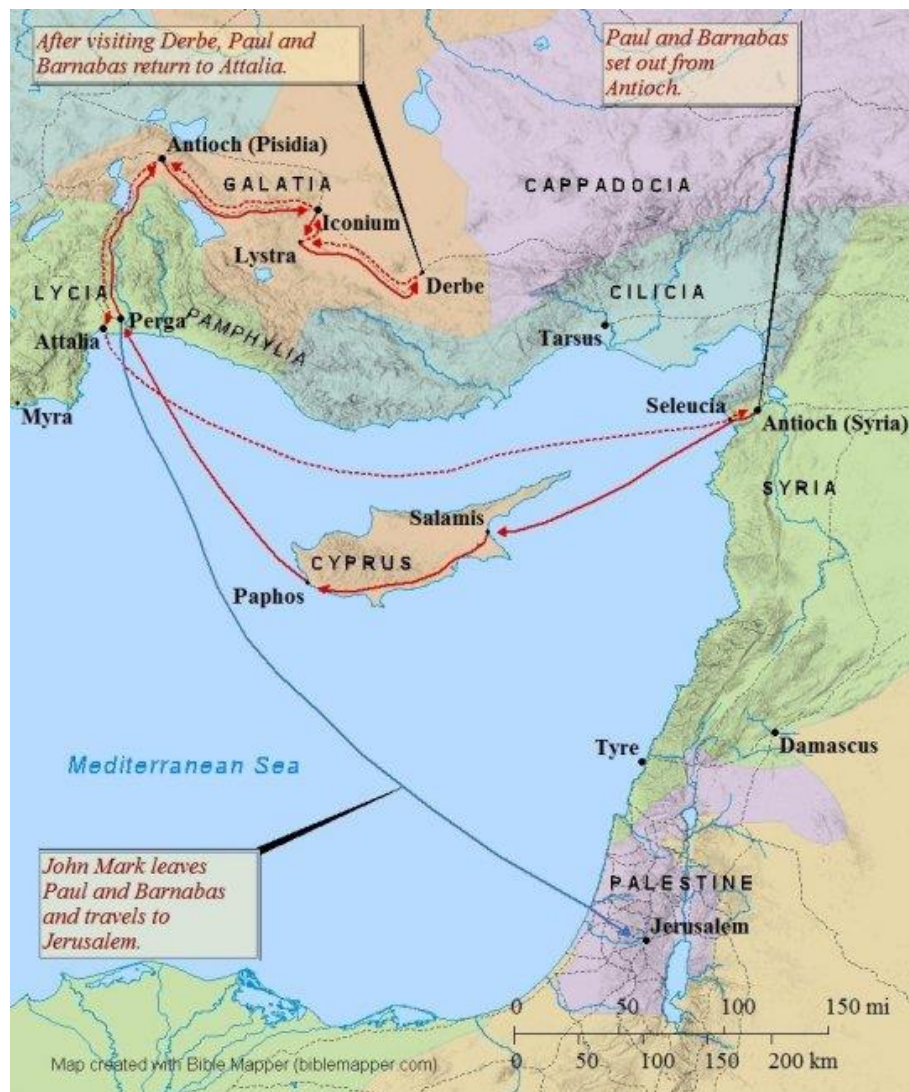 After visiting Derbe, Paul and
Barnabas return to Attalia.
Paul and Barnabas
set out from
Antioch.
Antioch (Pisidia)
GALATIA
CAPPADOCIA
Iconium
Lystra
Derbe
LYCIA
CILICIA
Perga
PAMPHYLIA
Attalia
Tarsus
Myra
Seleucia
Antioch (Syria)
SYRIA
Salamis
CYPRUS
Paphos
Tyre
Damascus
Mediterranean Sea
John Mark leaves
Paul and Barnabas
and travels to
Jerusalem.
PALESTINE
Jerusalem
0 50 100 150 mi
0 50 100 200 km
Map created with Bible Mapper (biblemapper.com)